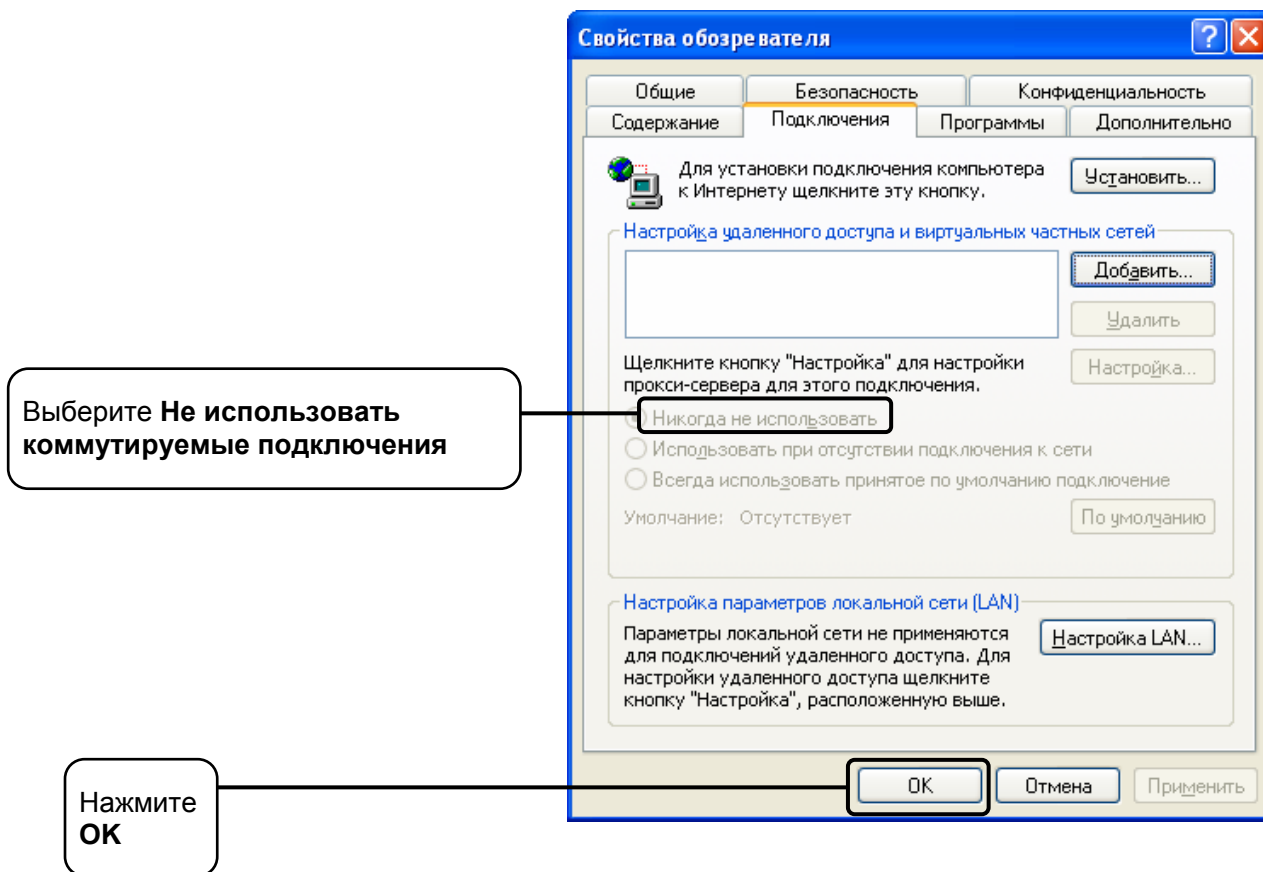 Свойства обозревателя
Общие
Безопасность
Конфиденциальность
Содержание
Подключения
Программы
Дополнительно
Для установки подключения компьютера
к Интернету щелкните эту кнопку.
Установить...
Настройка удаленного доступа и виртуальных частных сетей
Добавить...
Удалить
Щелкните кнопку "Настройка" для настройки
прокси-сервера для этого подключения.
Настройка...
Выберите Не использовать
коммутируемые подключения
Никогда не использовать
Использовать при отсутствии подключения к сети
Всегда использовать принятое по умолчанию подключение
Умолчание: Отсутствует
По умолчанию
Настройка параметров локальной сети (LAN)
Параметры локальной сети не применяются
для подключений удаленного доступа. Для
настройки удаленного доступа щелкните
кнопку "Настройка", расположенную выше.
Настройка LAN...
Нажмите
OK
OK
Отмена
Применить